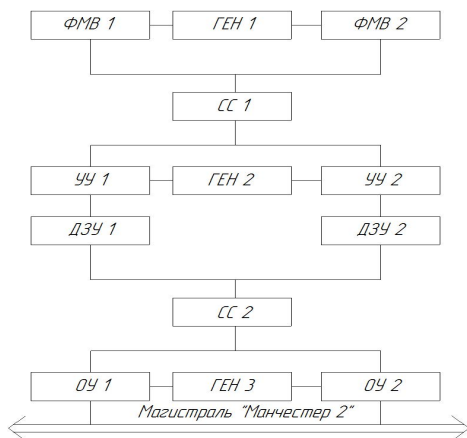 ФМВ 1 ГЕН 1 ФМВ 2
СС 1
УУ 1 ГЕН 2 УУ 2
ДЗУ 1 ДЗУ 2
СС 2
ОУ 1 ГЕН 3 ОУ 2
Магистраль "Манчестер 2"